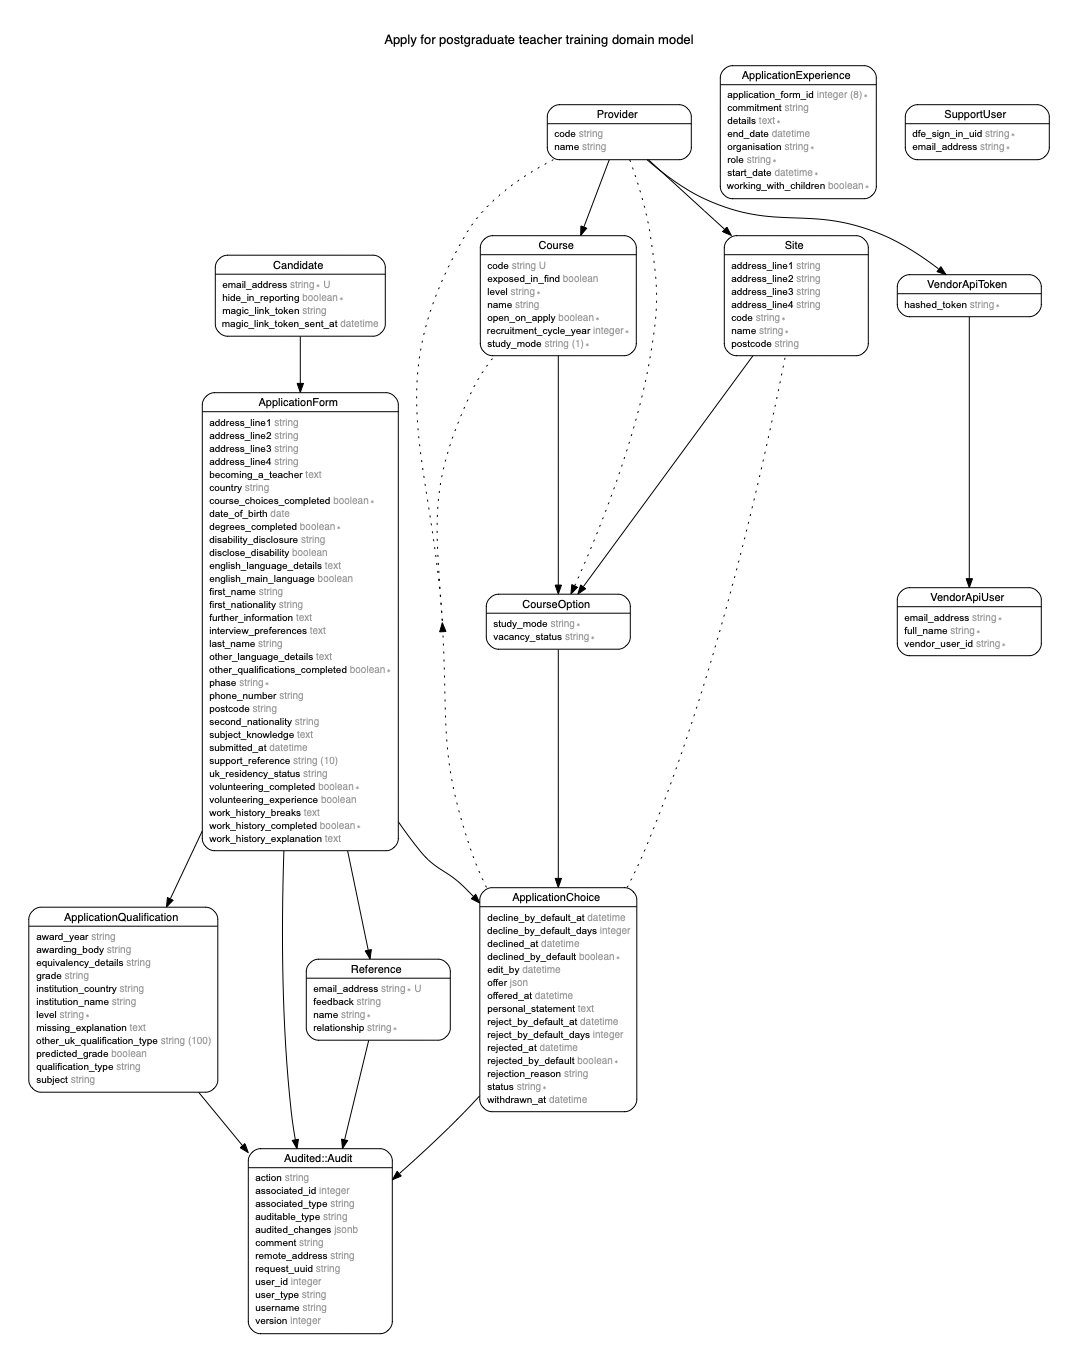 Apply for postgraduate teacher training domain model
ApplicationExperience
application_form_id integer (8) ∗
commitment string
details text ∗
end_date datetime
organisation string ∗
role string ∗
start_date datetime ∗
working_with_children boolean ∗
Provider
code string
name string
SupportUser
dfe_sign_in_uid string ∗
email_address string ∗
Course
code string U
exposed_in_find boolean
level string ∗
name string
open_on_apply boolean ∗
recruitment_cycle_year integer ∗
study_mode string (1) ∗
Site
address_line1 string
address_line2 string
address_line3 string
address_line4 string
code string ∗
name string ∗
postcode string
Candidate
email_address string ∗ U
hide_in_reporting boolean ∗
magic_link_token string
magic_link_token_sent_at datetime
VendorApiToken
hashed_token string ∗
ApplicationForm
address_line1 string
address_line2 string
address_line3 string
address_line4 string
becoming_a_teacher text
country string
course_choices_completed boolean ∗
date_of_birth date
degrees_completed boolean ∗
disability_disclosure string
disclose_disability boolean
english_language_details text
english_main_language boolean
first_name string
first_nationality string
further_information text
interview_preferences text
last_name string
other_language_details text
other_qualifications_completed boolean ∗
phase string ∗
phone_number string
postcode string
second_nationality string
subject_knowledge text
submitted_at datetime
support_reference string (10)
uk_residency_status string
volunteering_completed boolean ∗
volunteering_experience boolean
work_history_breaks text
work_history_completed boolean ∗
work_history_explanation text
CourseOption
study_mode string ∗
vacancy_status string ∗
VendorApiUser
email_address string ∗
full_name string ∗
vendor_user_id string ∗
ApplicationQualification
award_year string
awarding_body string
equivalency_details string
grade string
institution_country string
institution_name string
level string ∗
missing_explanation text
other_uk_qualification_type string (100)
predicted_grade boolean
qualification_type string
subject string
Reference
email_address string ∗ U
feedback string
name string ∗
relationship string ∗
ApplicationChoice
decline_by_default_at datetime
decline_by_default_days integer
declined_at datetime
declined_by_default boolean ∗
edit_by datetime
offer json
offered_at datetime
personal_statement text
reject_by_default_at datetime
reject_by_default_days integer
rejected_at datetime
rejected_by_default boolean ∗
rejection_reason string
status string ∗
withdrawn_at datetime
Audited::Audit
action string
associated_id integer
associated_type string
auditable_type string
audited_changes jsonb
comment string
remote_address string
request_uuid string
user_id integer
user_type string
username string
version integer